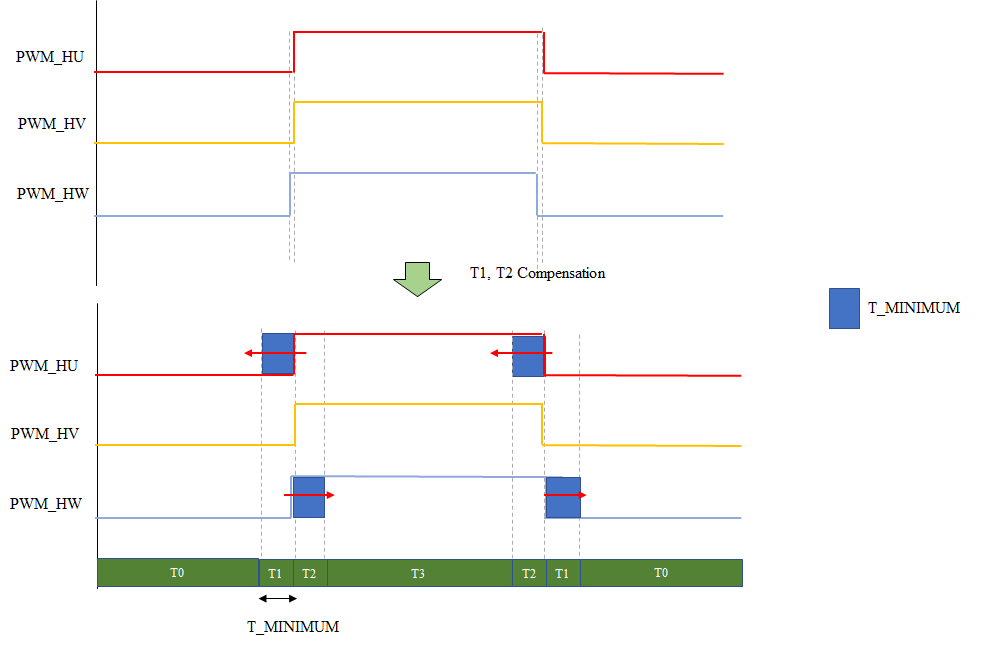 PWM_HU
PWM_HV
PWM_HW
T1, T2 Compensation
T_MINIMUM
PWM_HU
PWM_HV
PWM_HW
T0 T1 T2 T3 T2 T1 T0
T_MINIMUM